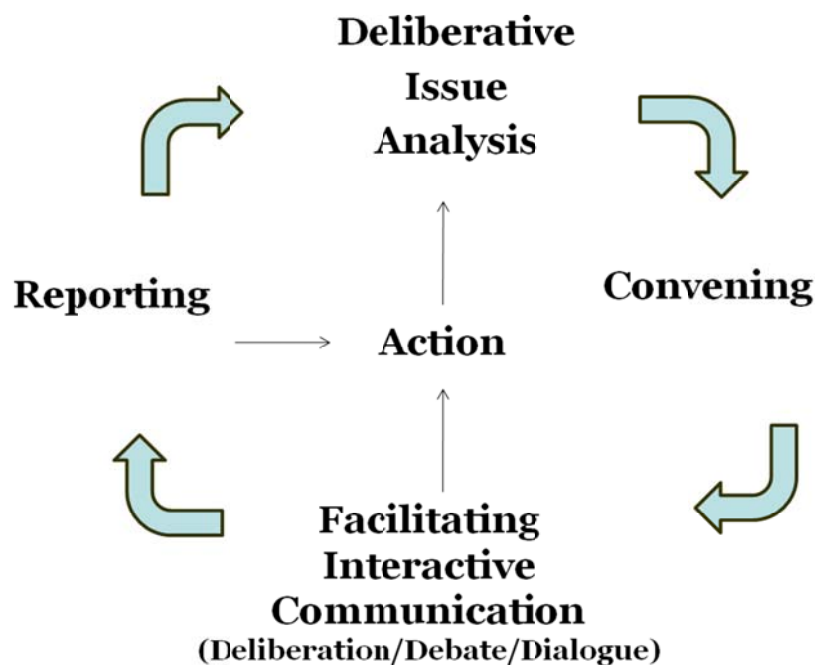 Deliberative
Issue
Analysis
Reporting
Convening
Action
Facilitating
Interactive
Communication
(Deliberation/Debate/Dialogue)